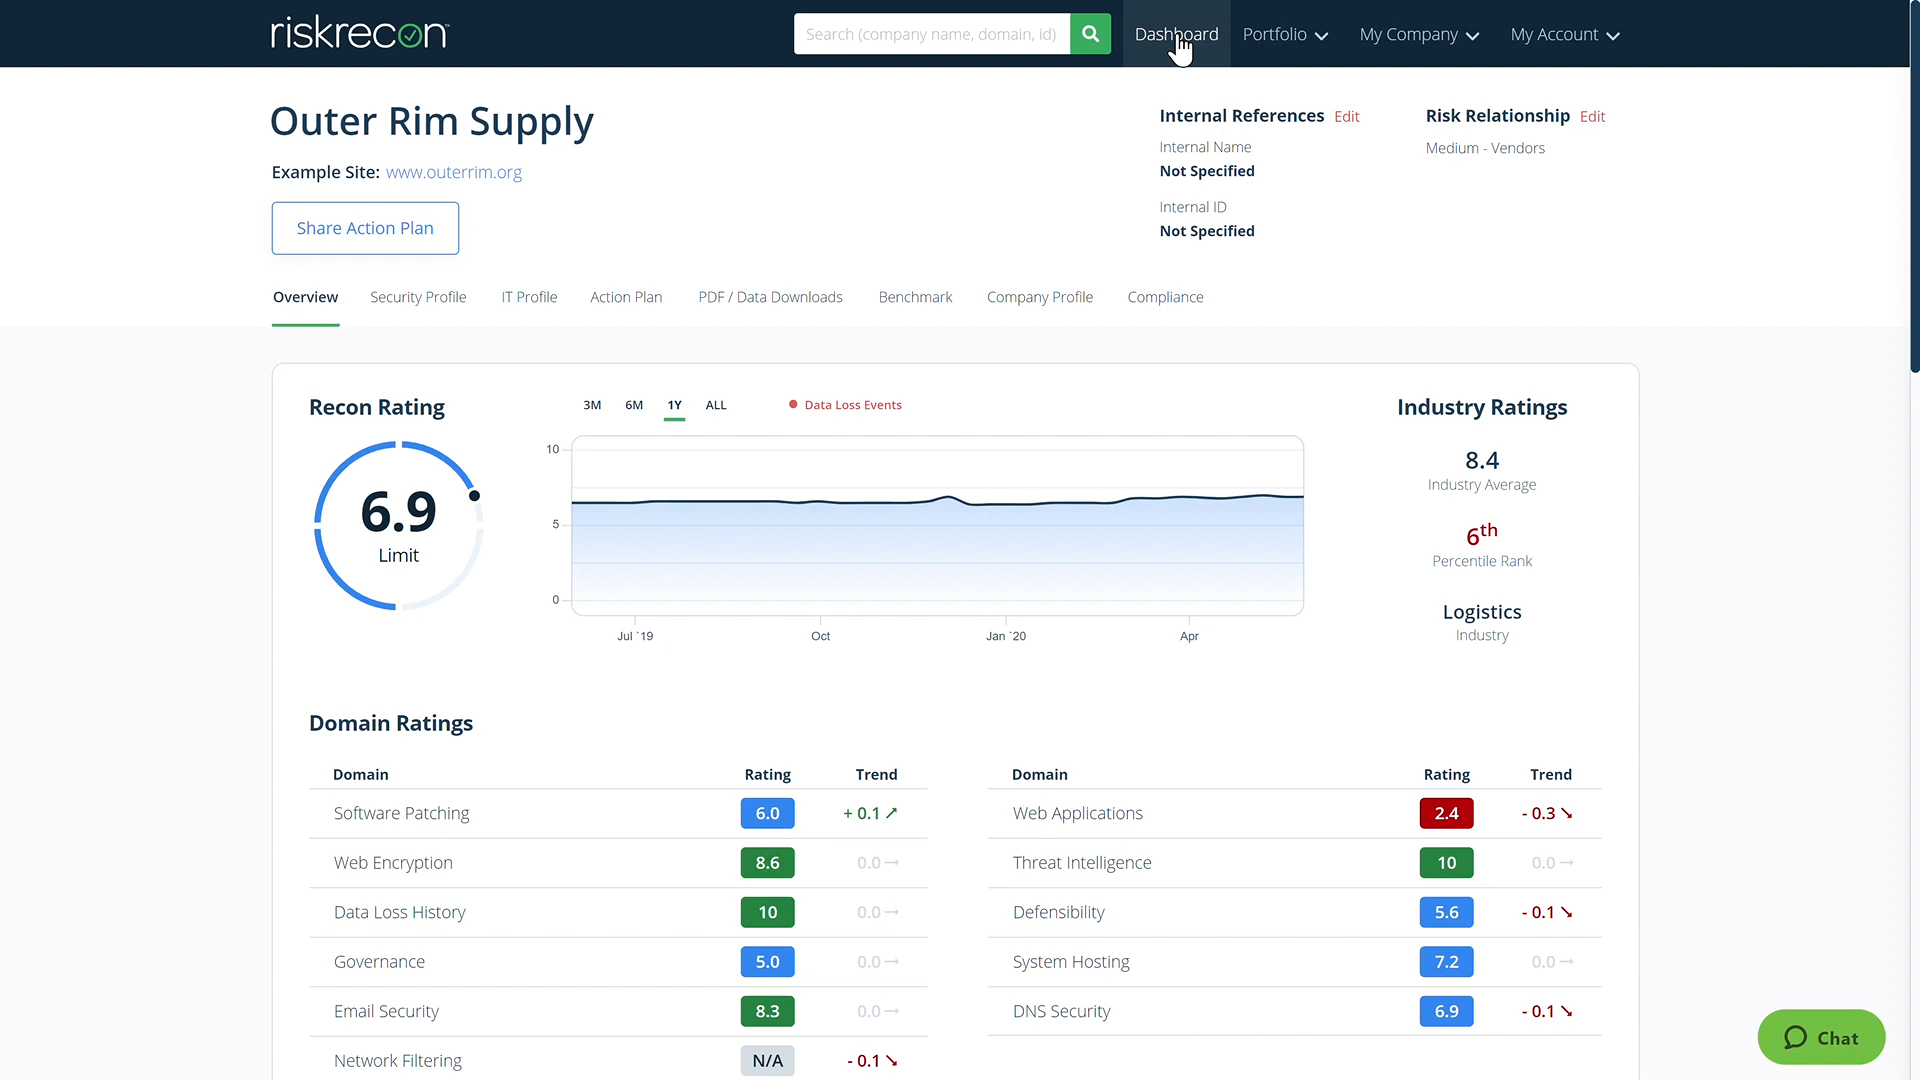 riskrecon
Search (company name, domain, id)
Dashboard
Portfolio
My Company
My Account
Outer Rim Supply
Example Site: www.outerrim.org
Share Action Plan
Internal References Edit
Internal Name
Not Specified
Internal ID
Not Specified
Risk Relationship Edit
Medium - Vendors
Overview
Security Profile
IT Profile
Action Plan
PDF / Data Downloads
Benchmark
Company Profile
Compliance
Recon Rating
6.9
Limit
3M 6M 1Y ALL
Data Loss Events
10
5
0
Jul `19 Oct Jan `20 Apr
Industry Ratings
8.4
Industry Average
6th
Percentile Rank
Logistics
Industry
Domain Ratings
Domain Rating Trend
Software Patching 6.0 + 0.1 ↗
Web Encryption 8.6 0.0 →
Data Loss History 10 0.0 →
Governance 5.0 0.0 →
Email Security 8.3 0.0 →
Network Filtering N/A - 0.1 ↘
Domain Rating Trend
Web Applications 2.4 - 0.3 ↘
Threat Intelligence 10 0.0 →
Defensibility 5.6 - 0.1 ↘
System Hosting 7.2 0.0 →
DNS Security 6.9 - 0.1 ↘
Chat